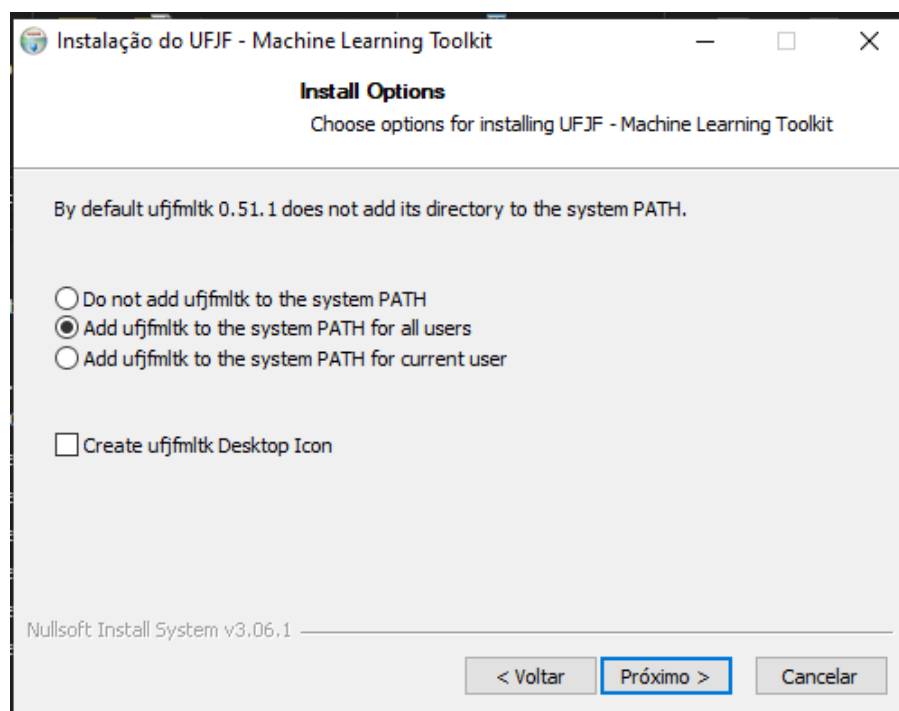 Instalação do UFJF - Machine Learning Toolkit
Install Options
Choose options for installing UFJF - Machine Learning Toolkit
By default ufjfmltk 0.51.1 does not add its directory to the system PATH.
Do not add ufjfmltk to the system PATH
Add ufjfmltk to the system PATH for all users
Add ufjfmltk to the system PATH for current user
Create ufjfmltk Desktop Icon
Nullsoft Install System v3.06.1
< Voltar Próximo > Cancelar